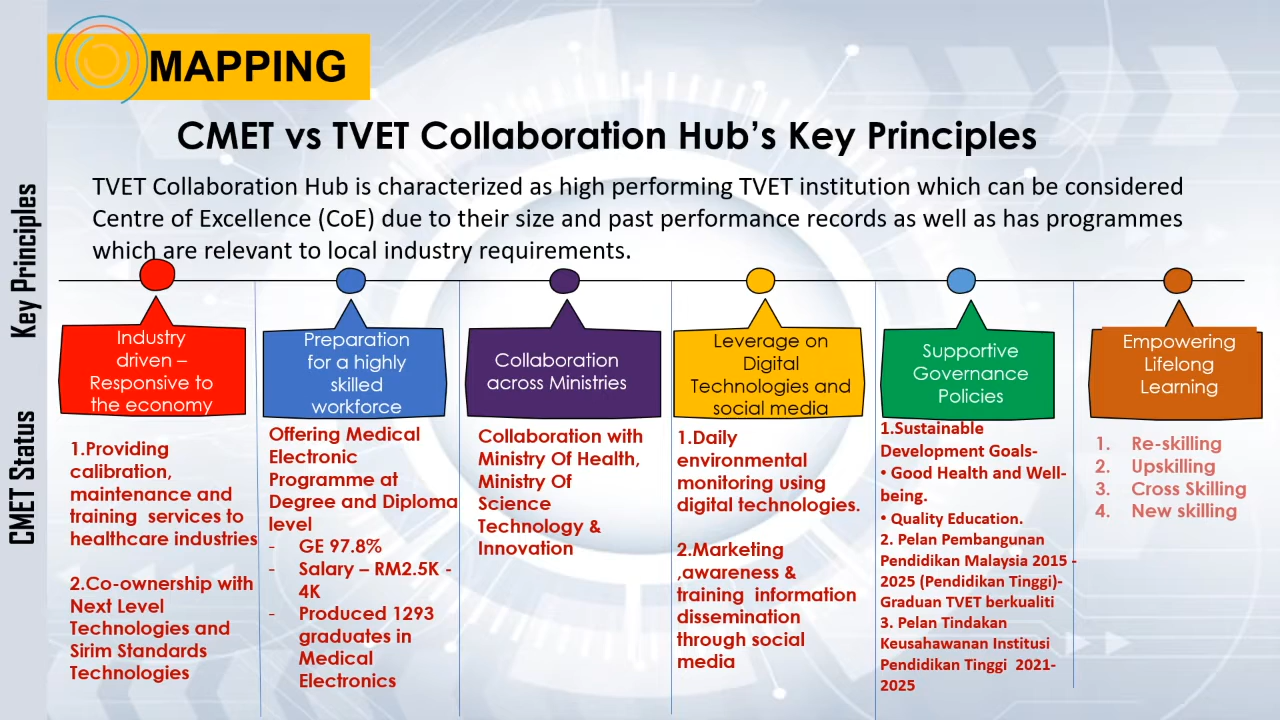 MAPPING
CMET vs TVET Collaboration Hub's Key Principles
TVET Collaboration Hub is characterized as high performing TVET institution which can be considered
Centre of Excellence (CoE) due to their size and past performance records as well as has programmes
which are relevant to local industry requirements.
Key Principles
Industry
driven –
Responsive to
the economy
Preparation
for a highly
skilled
workforce
Collaboration
across Ministries
Leverage on
Digital
Technologies and
social media
Supportive
Governance
Policies
Empowering
Lifelong
Learning
CMET Status
1.Providing
calibration,
maintenance and
training services to
healthcare industries
2.Co-ownership with
Next Level
Technologies and
Sirim Standards
Technologies
Offering Medical
Electronic
Programme at
Degree and Diploma
level
- GE 97.8%
- Salary – RM2.5K -
4K
- Produced 1293
graduates in
Medical
Electronics
Collaboration with
Ministry Of Health,
Ministry Of
Science
Technology &
Innovation
1.Daily
environmental
monitoring using
digital technologies.
2.Marketing
,awareness &
training information
dissemination
through social
media
1.Sustainable
Development Goals-
• Good Health and Well-
being.
• Quality Education.
2. Pelan Pembangunan
Pendidikan Malaysia 2015 -
2025 (Pendidikan Tinggi)-
Graduan TVET berkualiti
3. Pelan Tindakan
Keusahawanan Institusi
Pendidikan Tinggi 2021-
2025
1. Re-skilling
2. Upskilling
3. Cross Skilling
4. New skilling